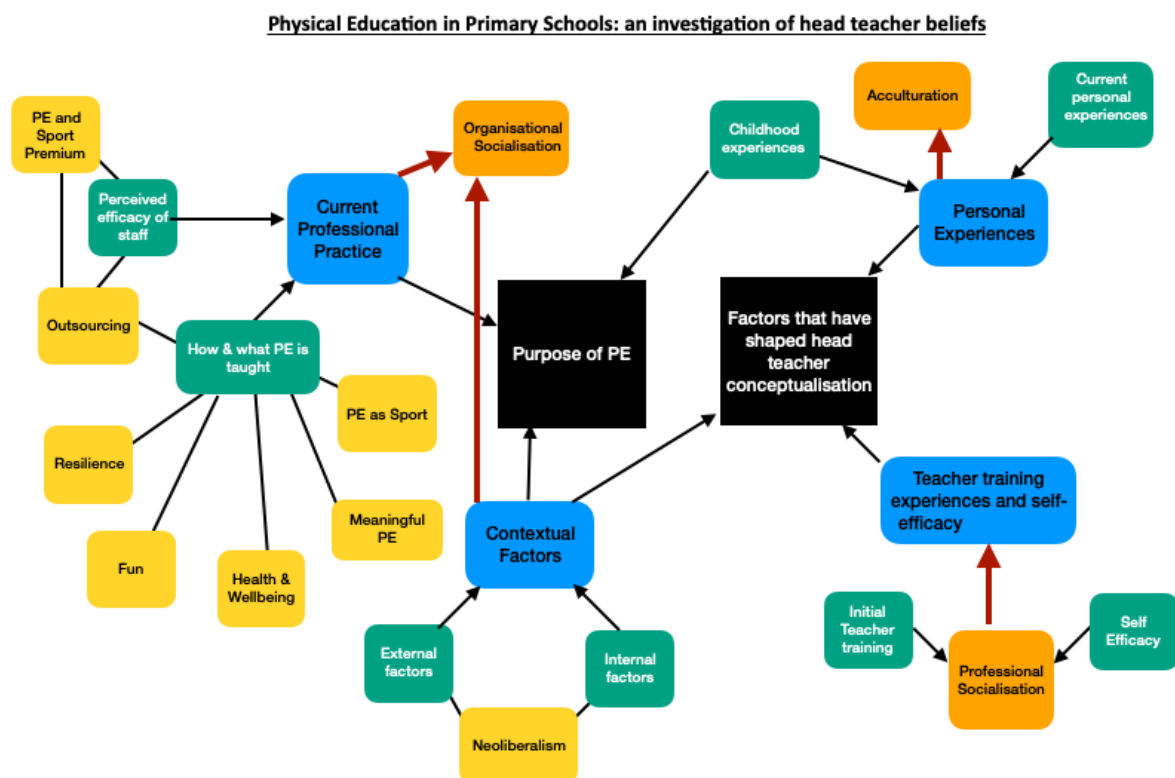 Physical Education in Primary Schools: an investigation of head teacher beliefs
PE and
Sport
Premium
Perceived
efficacy of
staff
Outsourcing
How & what PE is
taught
Resilience
Fun
Health &
Wellbeing
Meaningful
PE
PE as Sport
Current
Professional
Practice
Organisational
Socialisation
Purpose of PE
Contextual
Factors
External
factors
Internal
factors
Neoliberalism
Childhood
experiences
Acculturation
Current
personal
experiences
Personal
Experiences
Factors that have
shaped head
teacher
conceptualisation
Teacher training
experiences and self-
efficacy
Initial
Teacher
training
Self
Efficacy
Professional
Socialisation